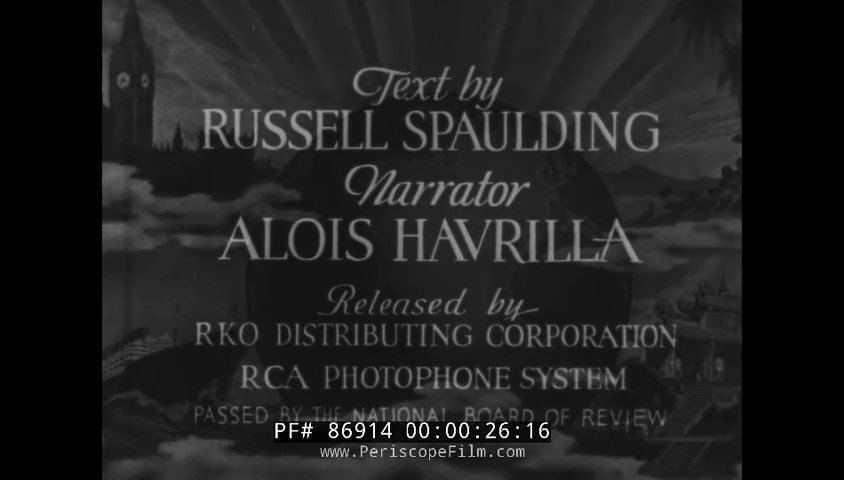 Text by
RUSSELL SPAULDING
Narrator
ALOIS HAVRILLA
Released by
RKO DISTRIBUTING CORPORATION
RCA PHOTOPHONE SYSTEM
PASSED BY THE NATIONAL BOARD OF REVIEW
PF# 86914 00:00:26:16
www.PeriscopeFilm.com